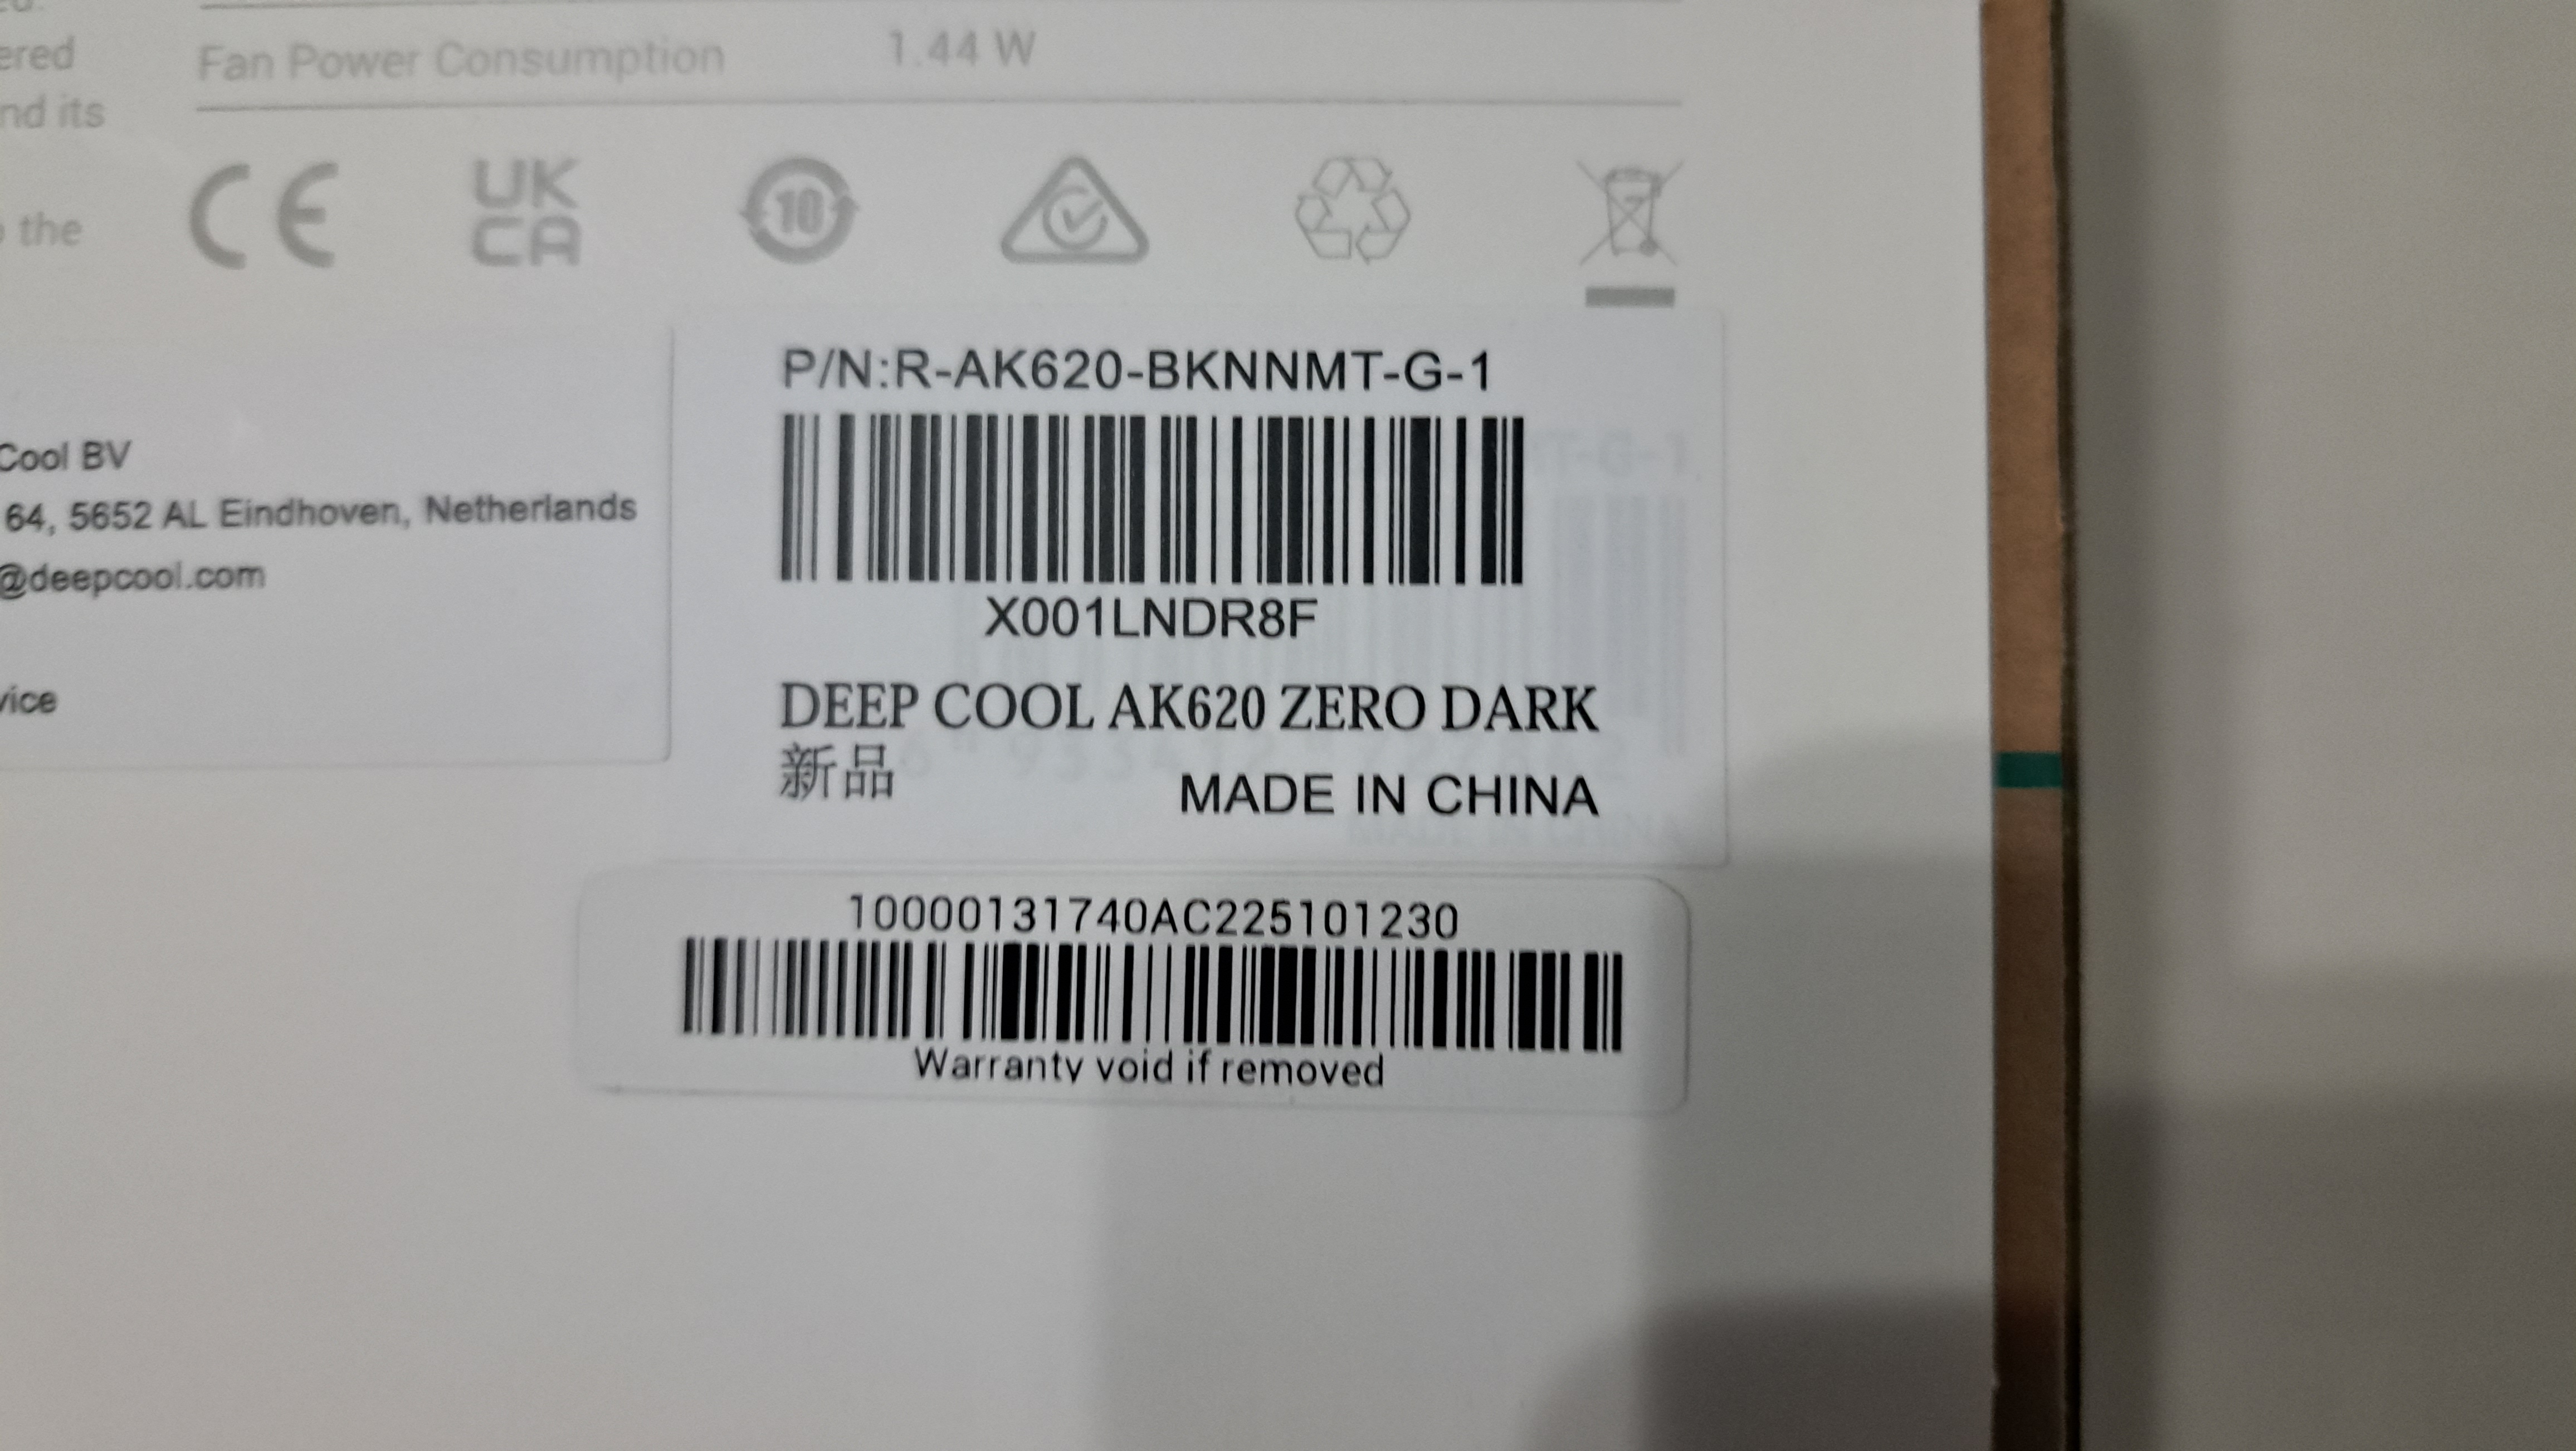 ered
Fan Power Consumption 1.44 W
nd its
the
CE
UK
CA
10
P/N:R-AK620-BKNNMT-G-1
Cool BV
64, 5652 AL Eindhoven, Netherlands
@deepcool.com
X001LNDR8F
vice
DEEP COOL AK620 ZERO DARK
新品
MADE IN CHINA
10000131740AC225101230
Warranty void if removed